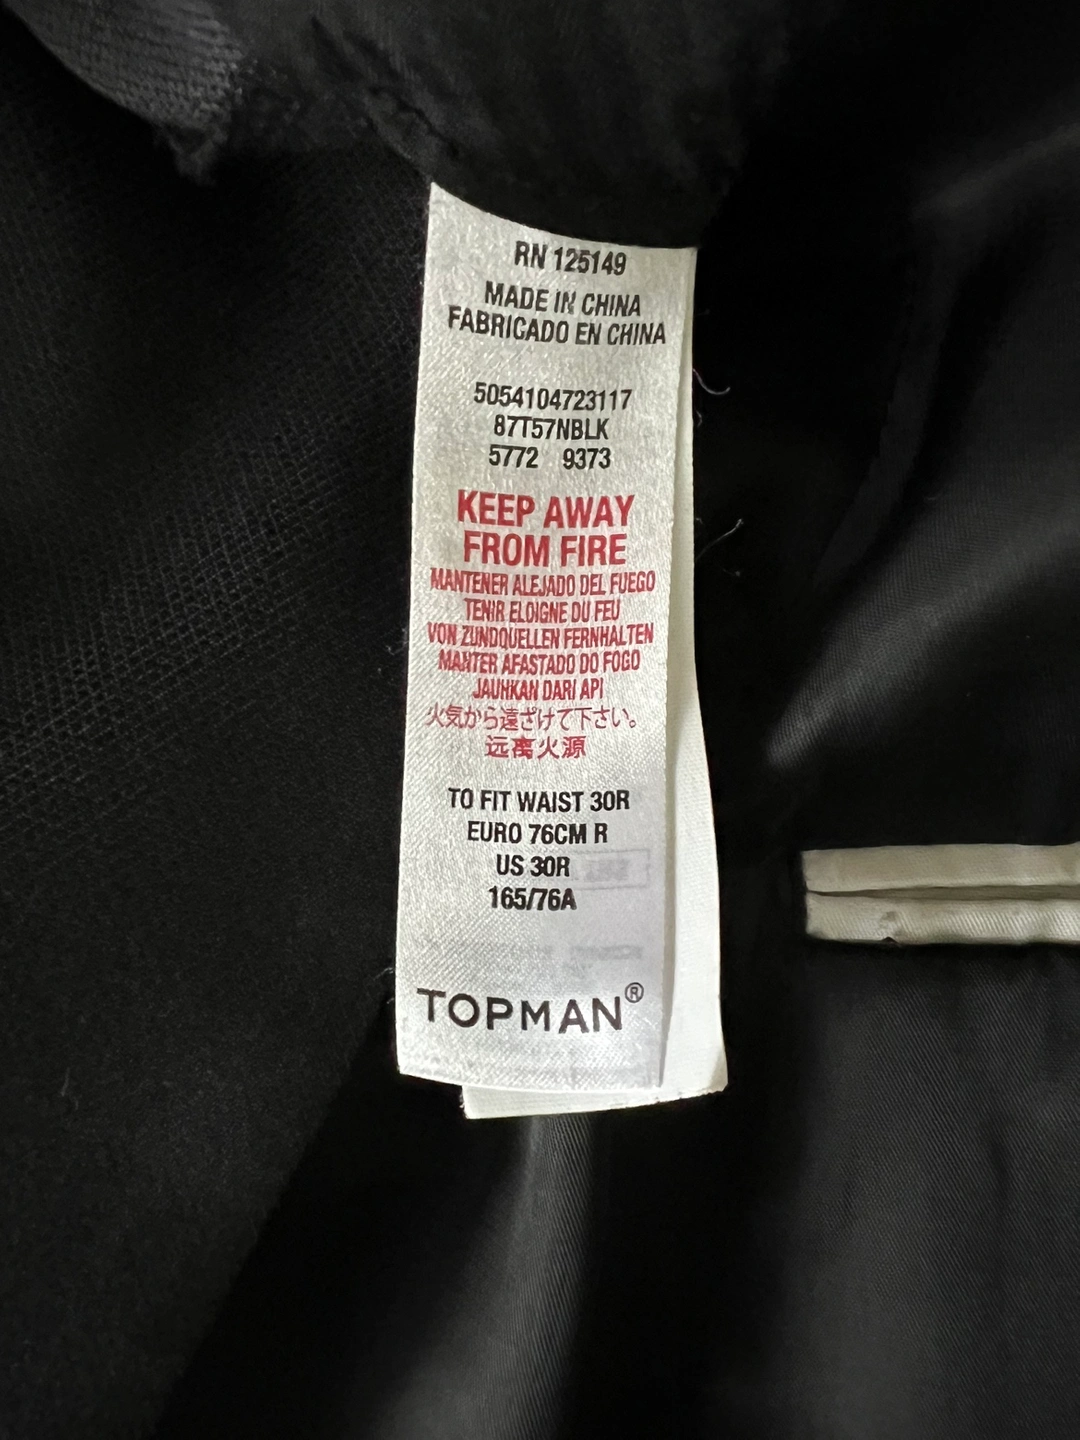 RN 125149
MADE IN CHINA
FABRICADO EN CHINA
5054104723117
87T57NBLK
5772 9373
KEEP AWAY
FROM FIRE
MANTENER ALEJADO DEL FUEGO
TENIR ELOIGNE DU FEU
VON ZUNDQUELLEN FERNHALTEN
MANTER AFASTADO DO FOGO
JAUHKAN DARI API
火気から遠ざけて下さい。
远离火源
TO FIT WAIST 30R
EURO 76CM R
US 30R
165/76A
TOPMAN®